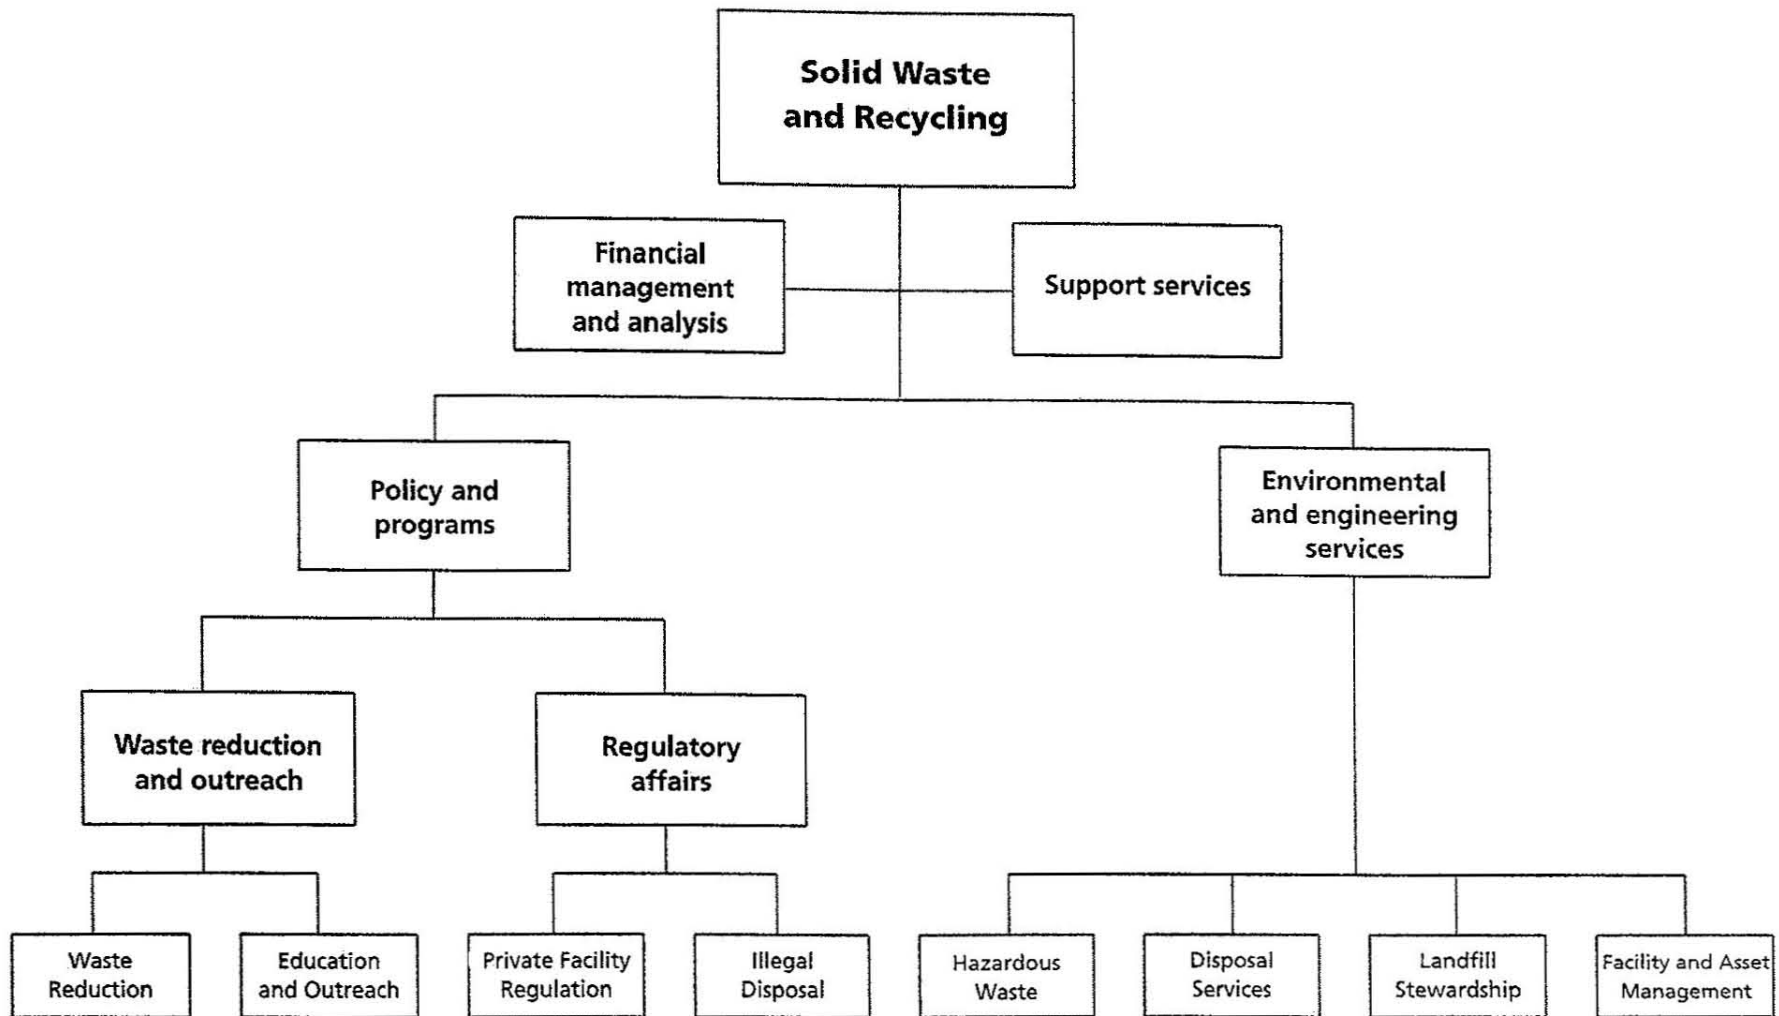 Solid Waste
and Recycling
Financial
management
and analysis
Support services
Policy and
programs
Environmental
and engineering
services
Waste reduction
and outreach
Regulatory
affairs
Waste
Reduction
Education
and Outreach
Private Facility
Regulation
Illegal
Disposal
Hazardous
Waste
Disposal
Services
Landfill
Stewardship
Facility and Asset
Management